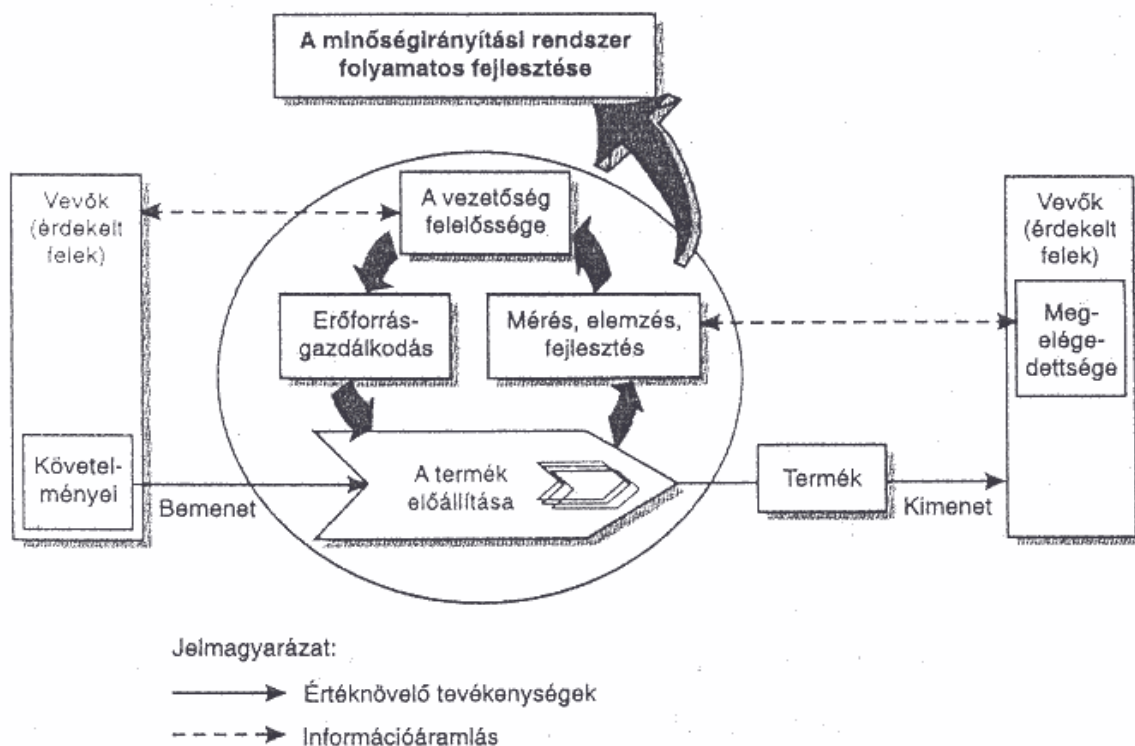 A minőségirányítási rendszer
folyamatos fejlesztése
Vevők
(érdekelt
felek)
A vezetőség
felelőssége
Vevők
(érdekelt
felek)
Erőforrás-
gazdálkodás
Mérés, elemzés,
fejlesztés
Meg-
elége-
dettsége
Követel-
ményei
Bemenet
A termék
előállítása
Termék
Kimenet
Jelmagyarázat:
Értéknövelő tevékenységek
Információáramlás